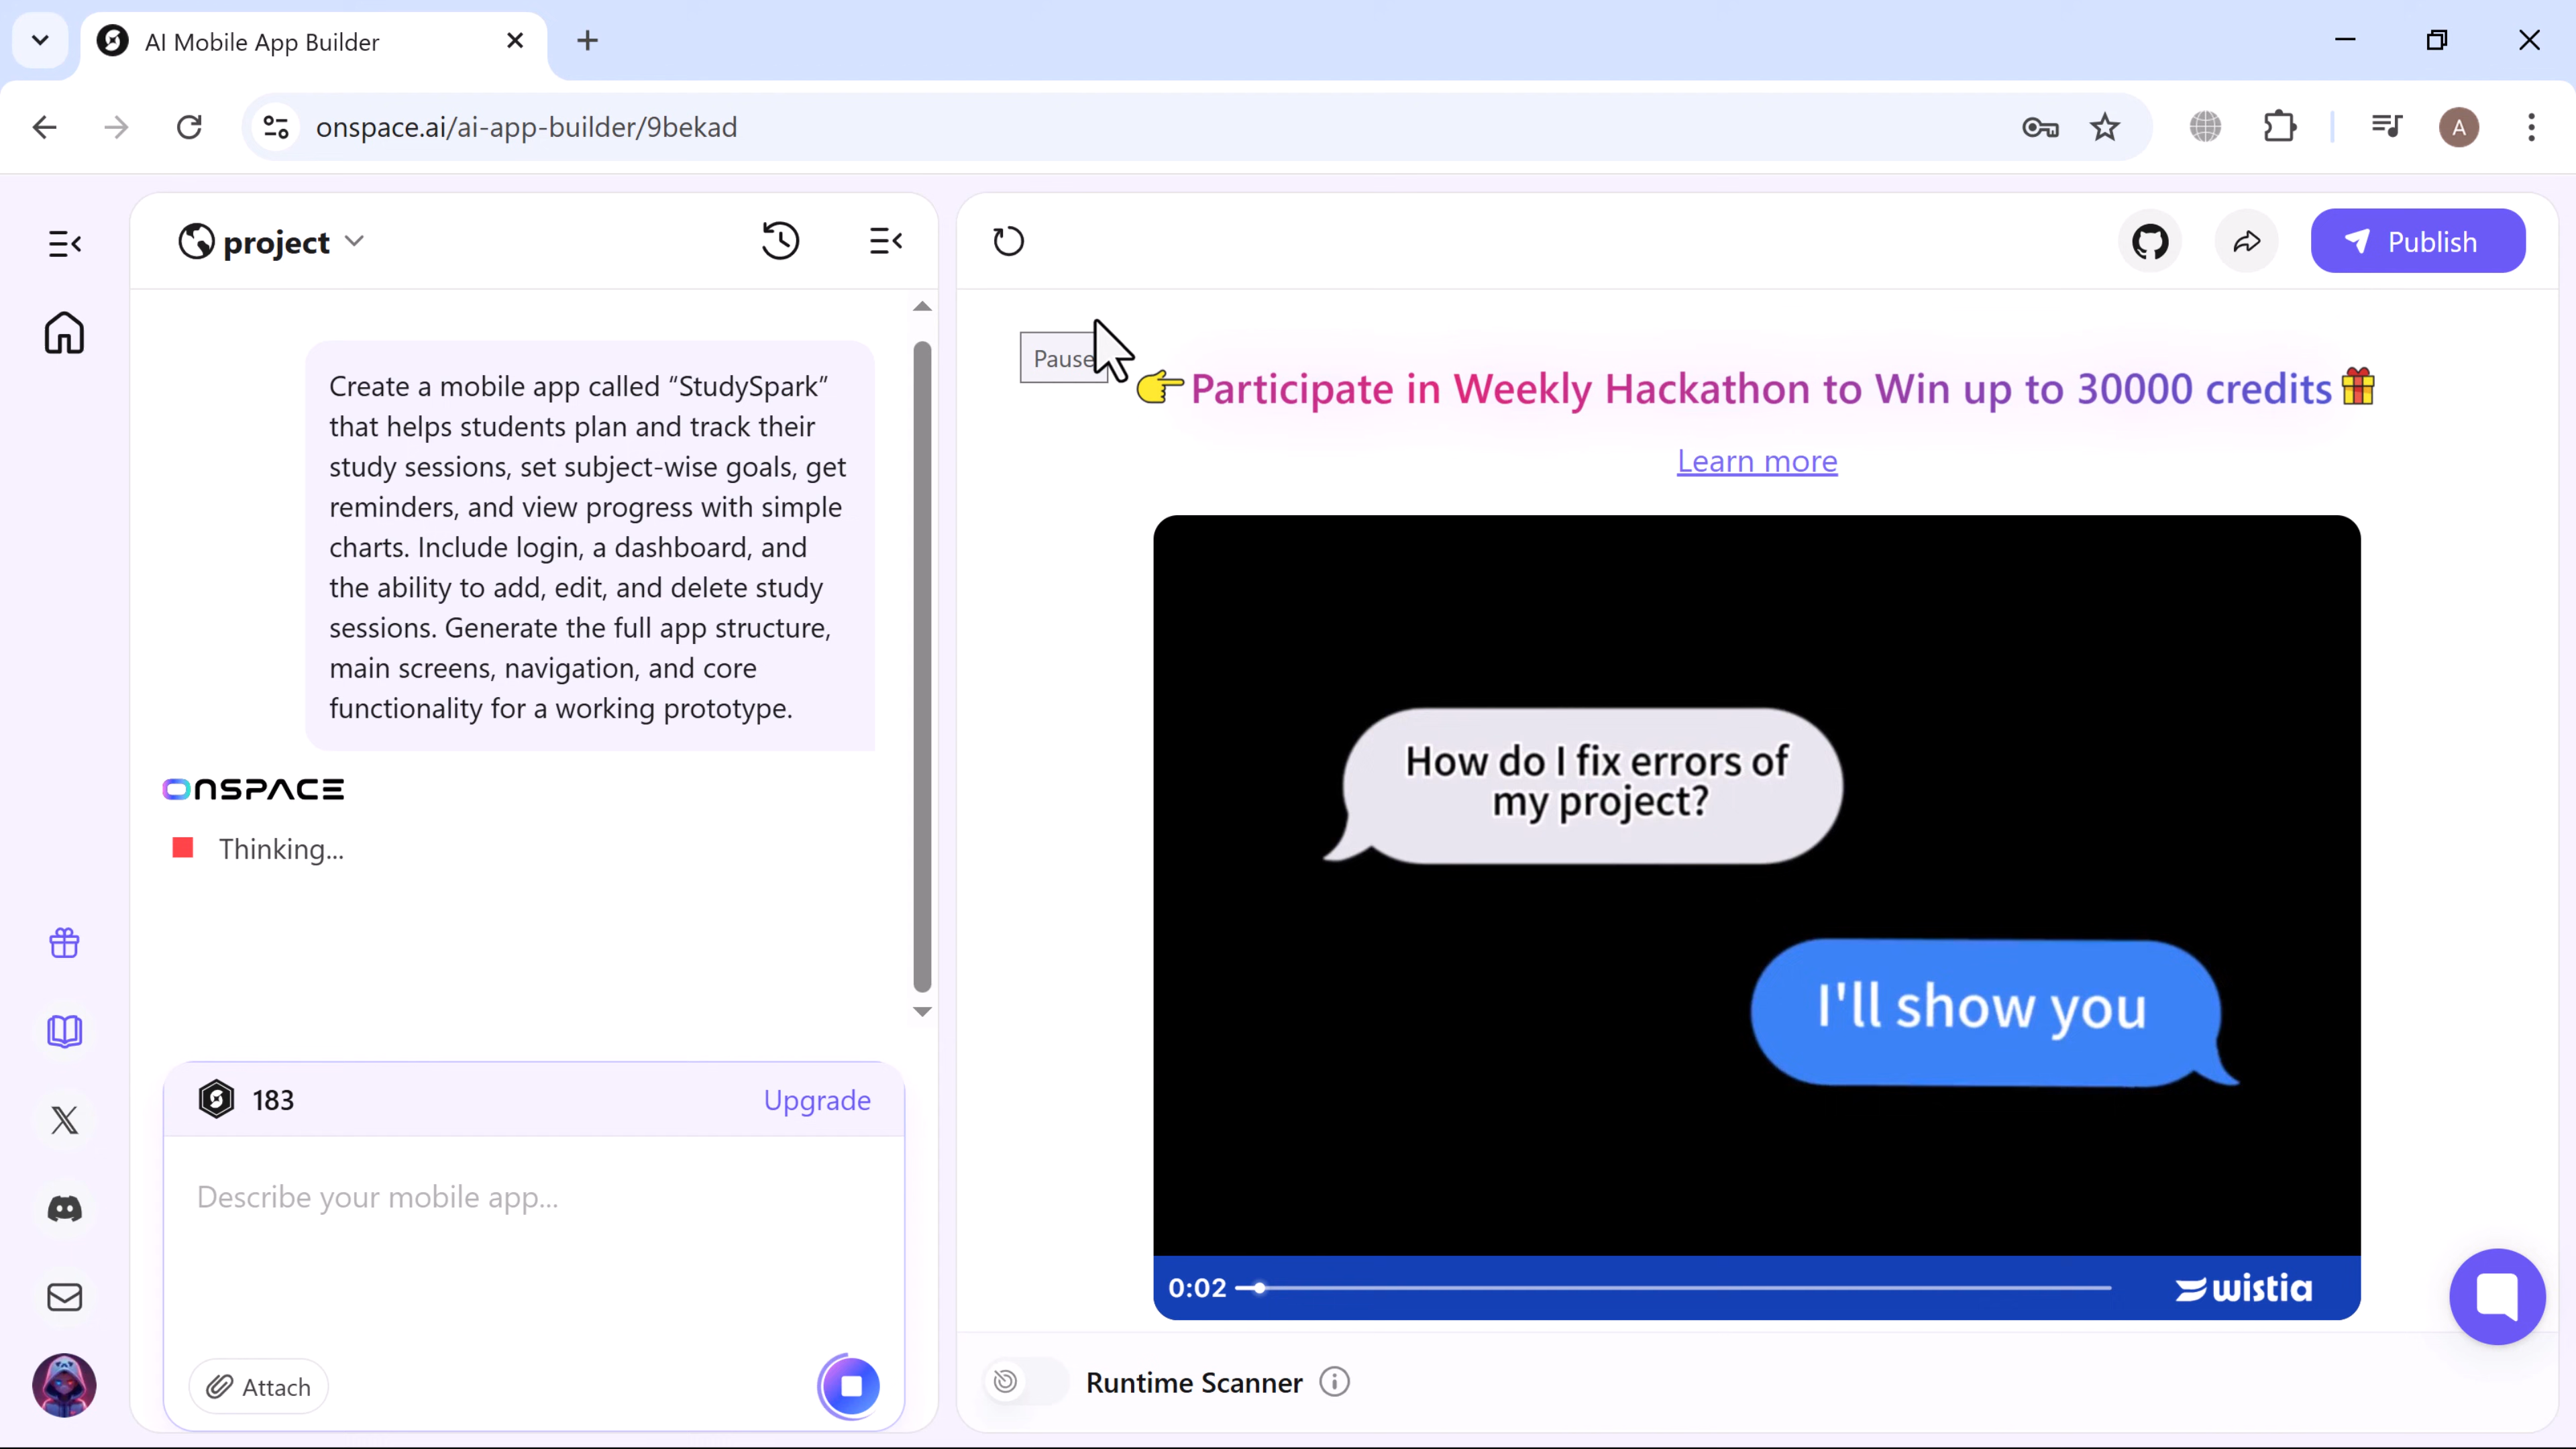 AI Mobile App Builder
onspace.ai/ai-app-builder/9bekad
A
project
Publish
Create a mobile app called “StudySpark”
that helps students plan and track their
study sessions, set subject-wise goals, get
reminders, and view progress with simple
charts. Include login, a dashboard, and
the ability to add, edit, and delete study
sessions. Generate the full app structure,
main screens, navigation, and core
functionality for a working prototype.
ONSPACE
Thinking...
183
Upgrade
Describe your mobile app...
Attach
Pause
👉Participate in Weekly Hackathon to Win up to 30000 credits🎁
Learn more
How do I fix errors of
my project?
I'll show you
0:02
wistia
Runtime Scanner